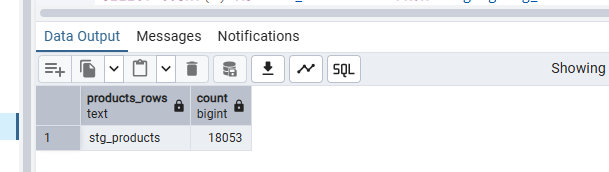 Data Output Messages Notifications
SQL Showing
products_rows count
text bigint
1 stg_products 18053